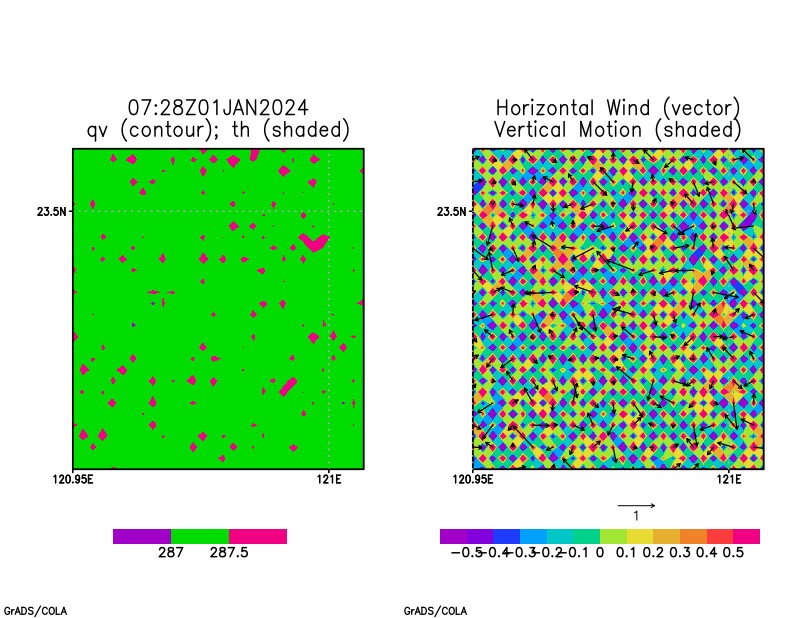 07:28Z01JAN2024
qv (contour); th (shaded)
23.5N
120.95E 121E
287 287.5
GrADS/COLA
Horizontal Wind (vector)
Vertical Motion (shaded)
23.5N
120.95E 121E
1
-0.5 -0.4 -0.3 -0.2 -0.1 0 0.1 0.2 0.3 0.4 0.5
GrADS/COLA